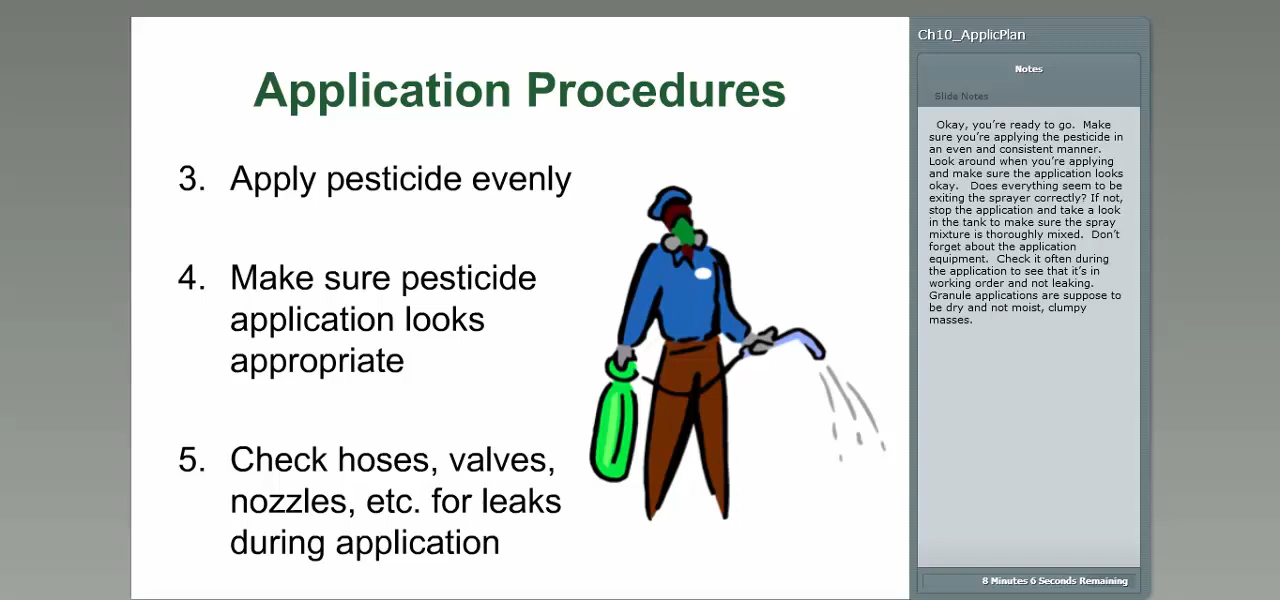 Application Procedures
3. Apply pesticide evenly
4. Make sure pesticide
application looks
appropriate
5. Check hoses, valves,
nozzles, etc. for leaks
during application
Ch10_ApplicPlan
Notes
Slide Notes
Okay, you're ready to go. Make
sure you're applying the pesticide in
an even and consistent manner.
Look around when you're applying
and make sure the application looks
okay. Does everything seem to be
exiting the sprayer correctly? If not,
stop the application and take a look
in the tank to make sure the spray
mixture is thoroughly mixed. Don't
forget about the application
equipment. Check it often during
the application to see that it's in
working order and not leaking.
Granule applications are suppose to
be dry and not moist, clumpy
masses.
8 Minutes 6 Seconds Remaining